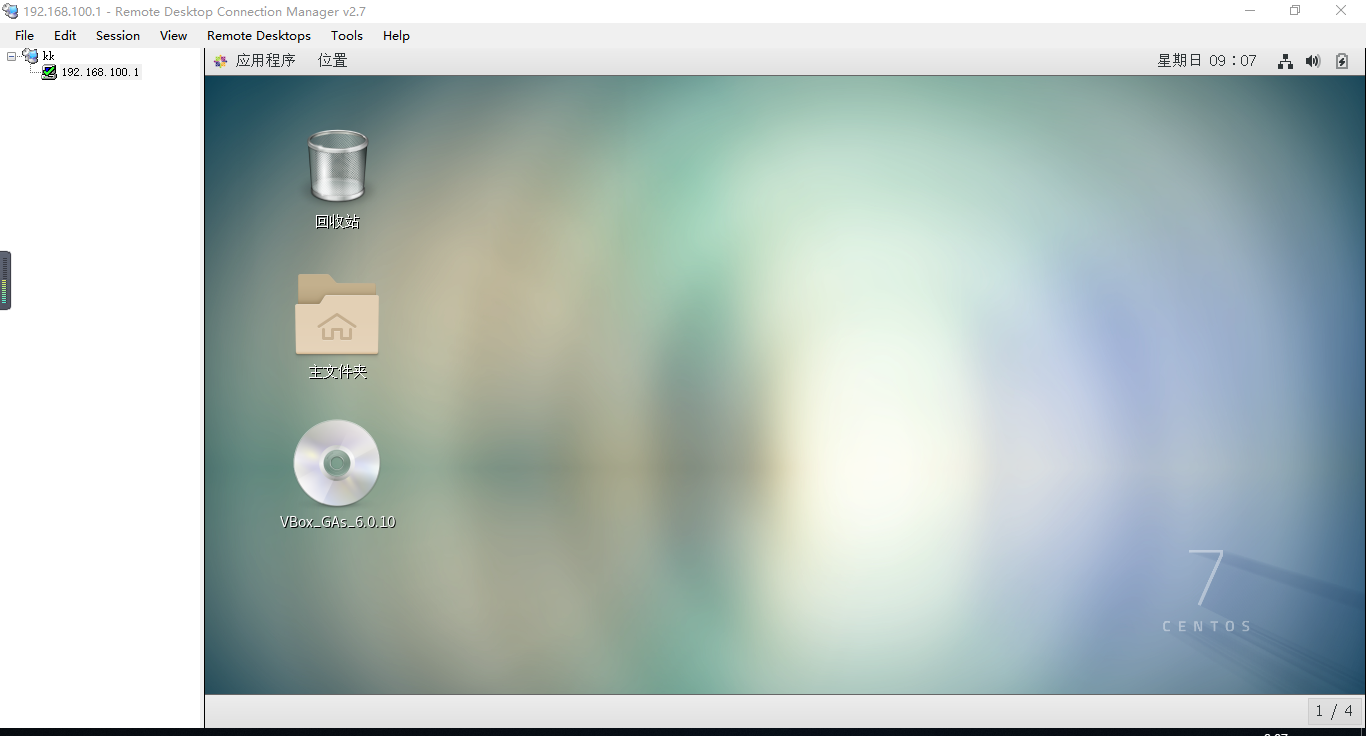 192.168.100.1 - Remote Desktop Connection Manager v2.7
File Edit Session View Remote Desktops Tools Help
kk
192.168.100.1
应用程序 位置 星期日 09：07
回收站
主文件夹
VBox_GAs_6.0.10
7
CENTOS
1 / 4